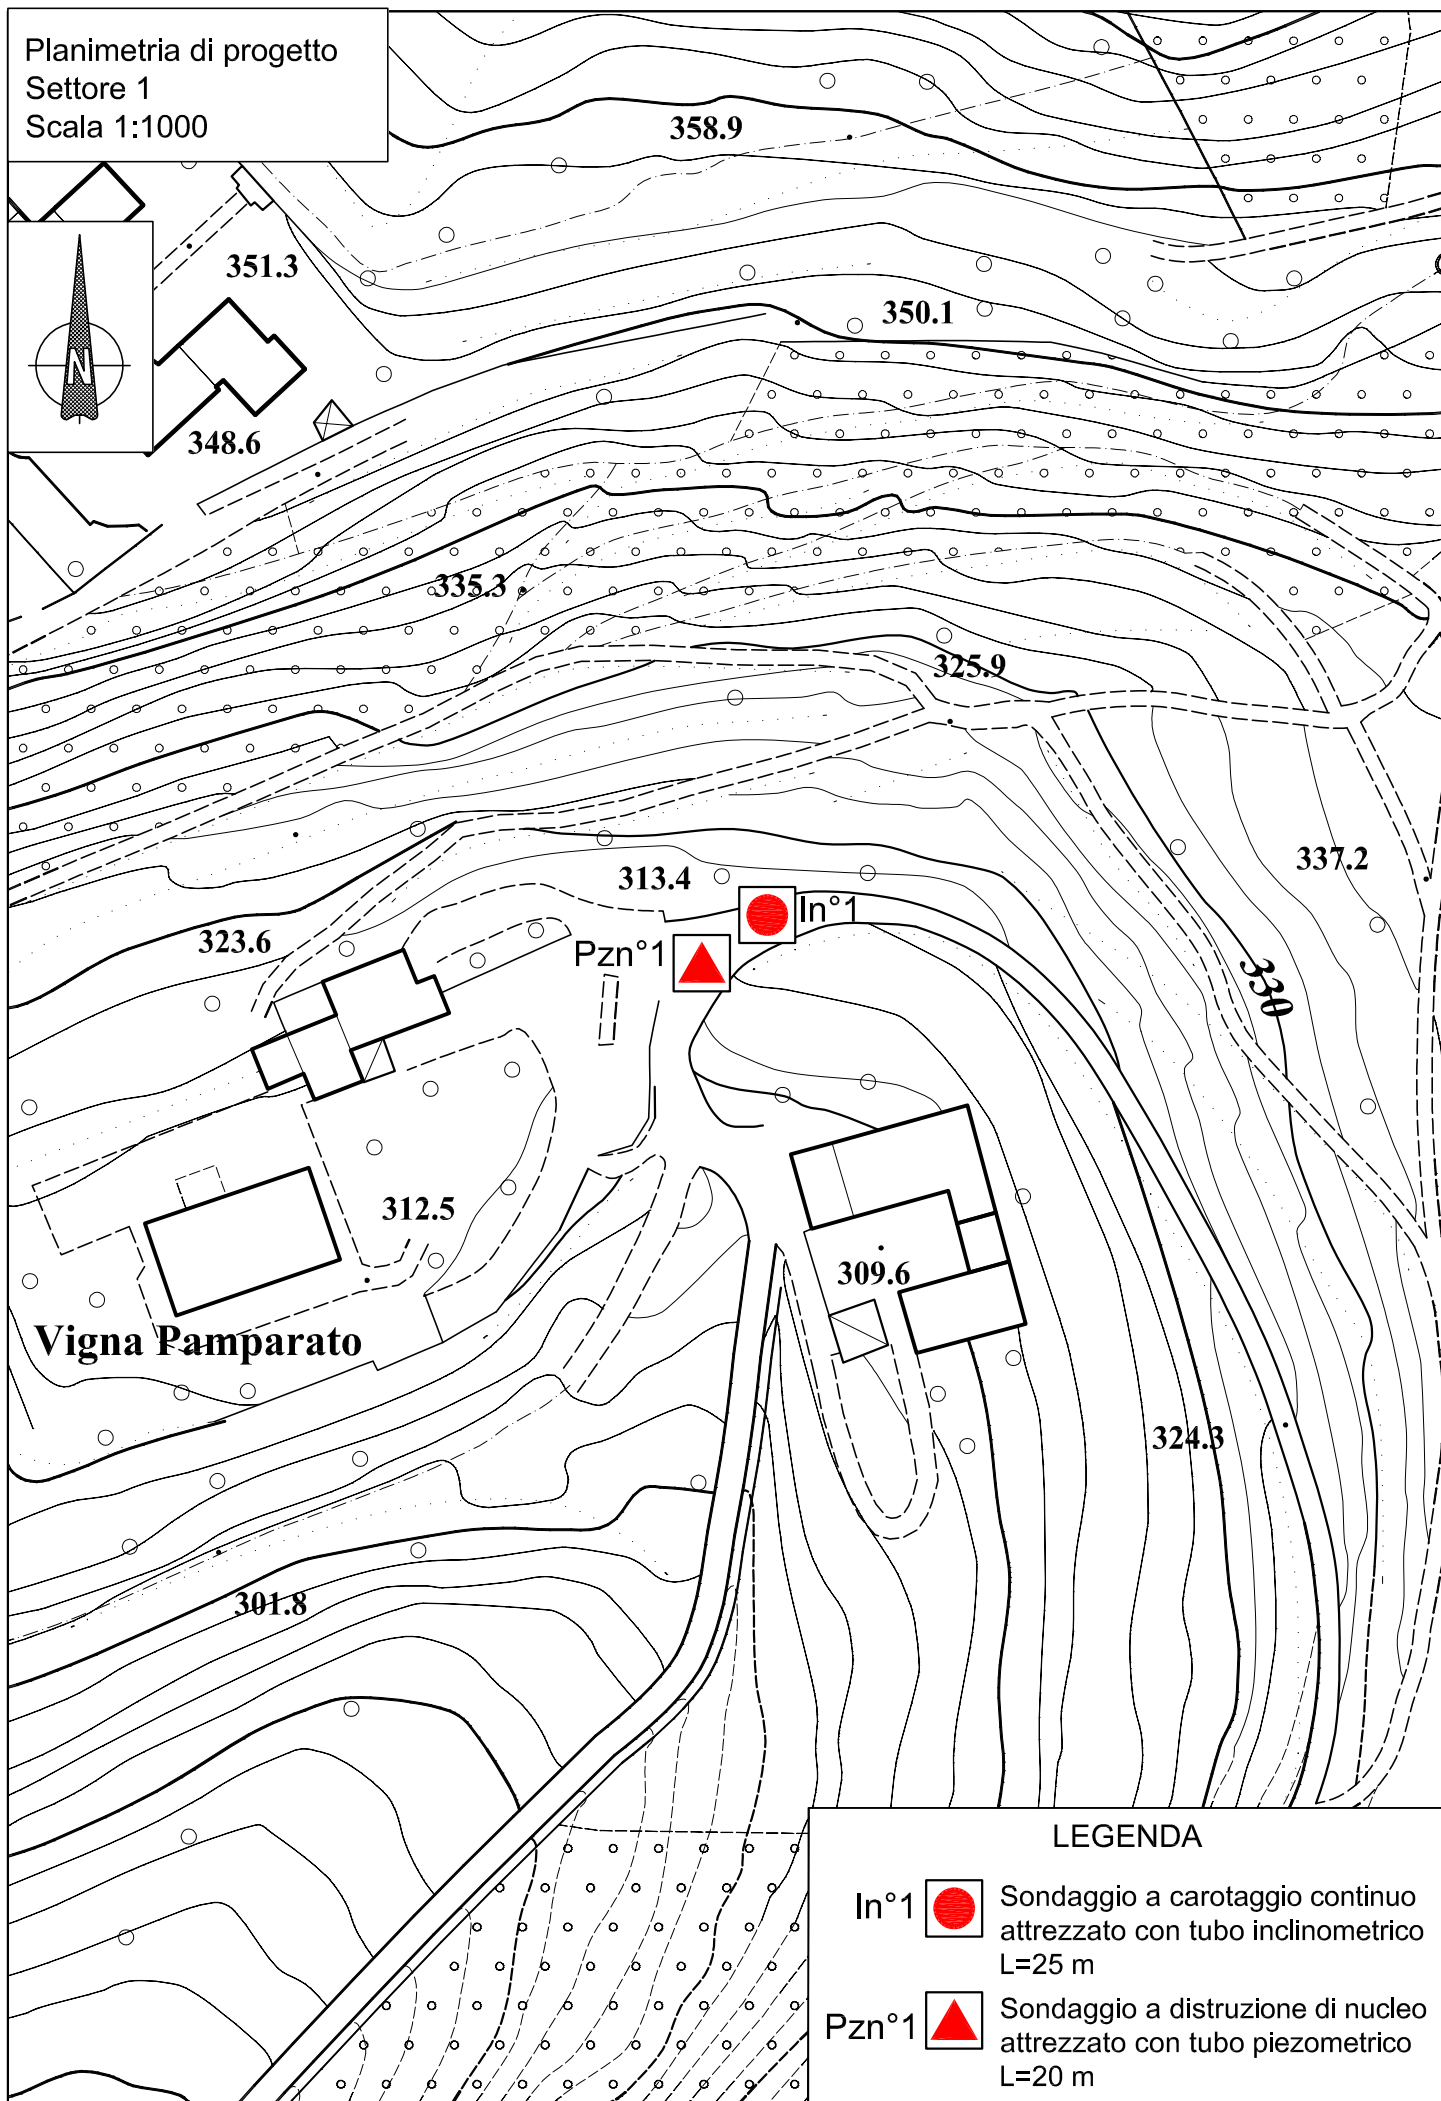 Planimetria di progetto
Settore 1
Scala 1:1000
358.9
351.3
350.1
N
348.6
335.3
325.9
337.2
313.4
In°1
323.6
Pzn°1
330
312.5
309.6
Vigna Pamparato
324.3
301.8
LEGENDA
In°1
Sondaggio a carotaggio continuo
attrezzato con tubo inclinometrico
L=25 m
Pzn°1
Sondaggio a distruzione di nucleo
attrezzato con tubo piezometrico
L=20 m